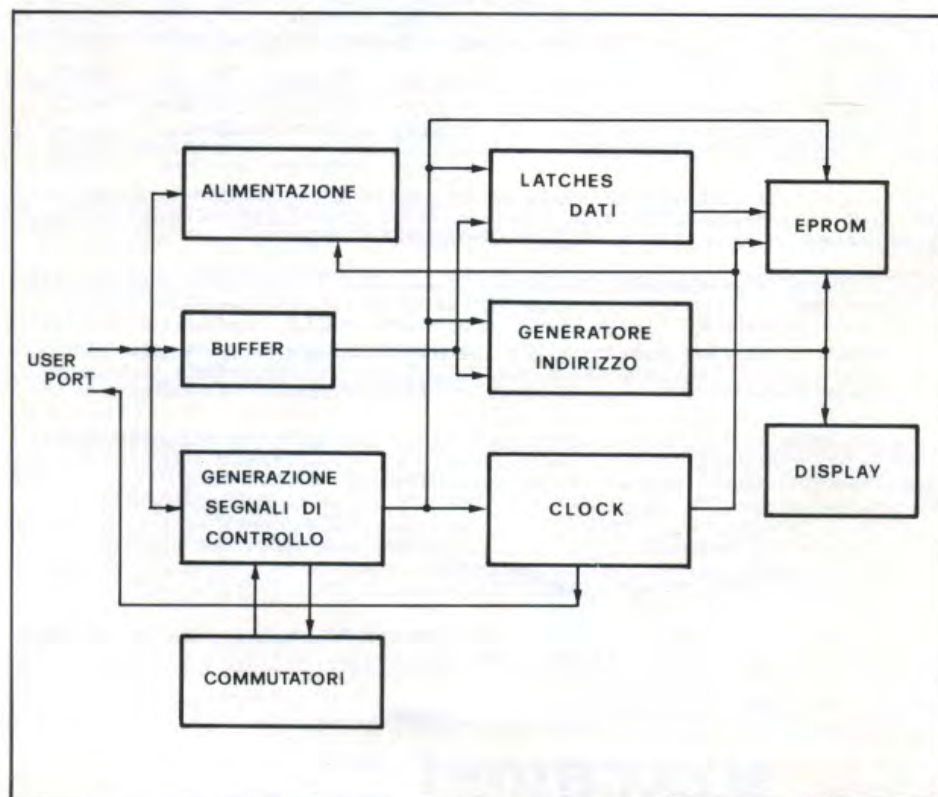 ALIMENTAZIONE
LATCHES
DATI
EPROM
USER
PORT
BUFFER
GENERATORE
INDIRIZZO
GENERAZIONE
SEGNALI DI
CONTROLLO
CLOCK
DISPLAY
COMMUTATORI